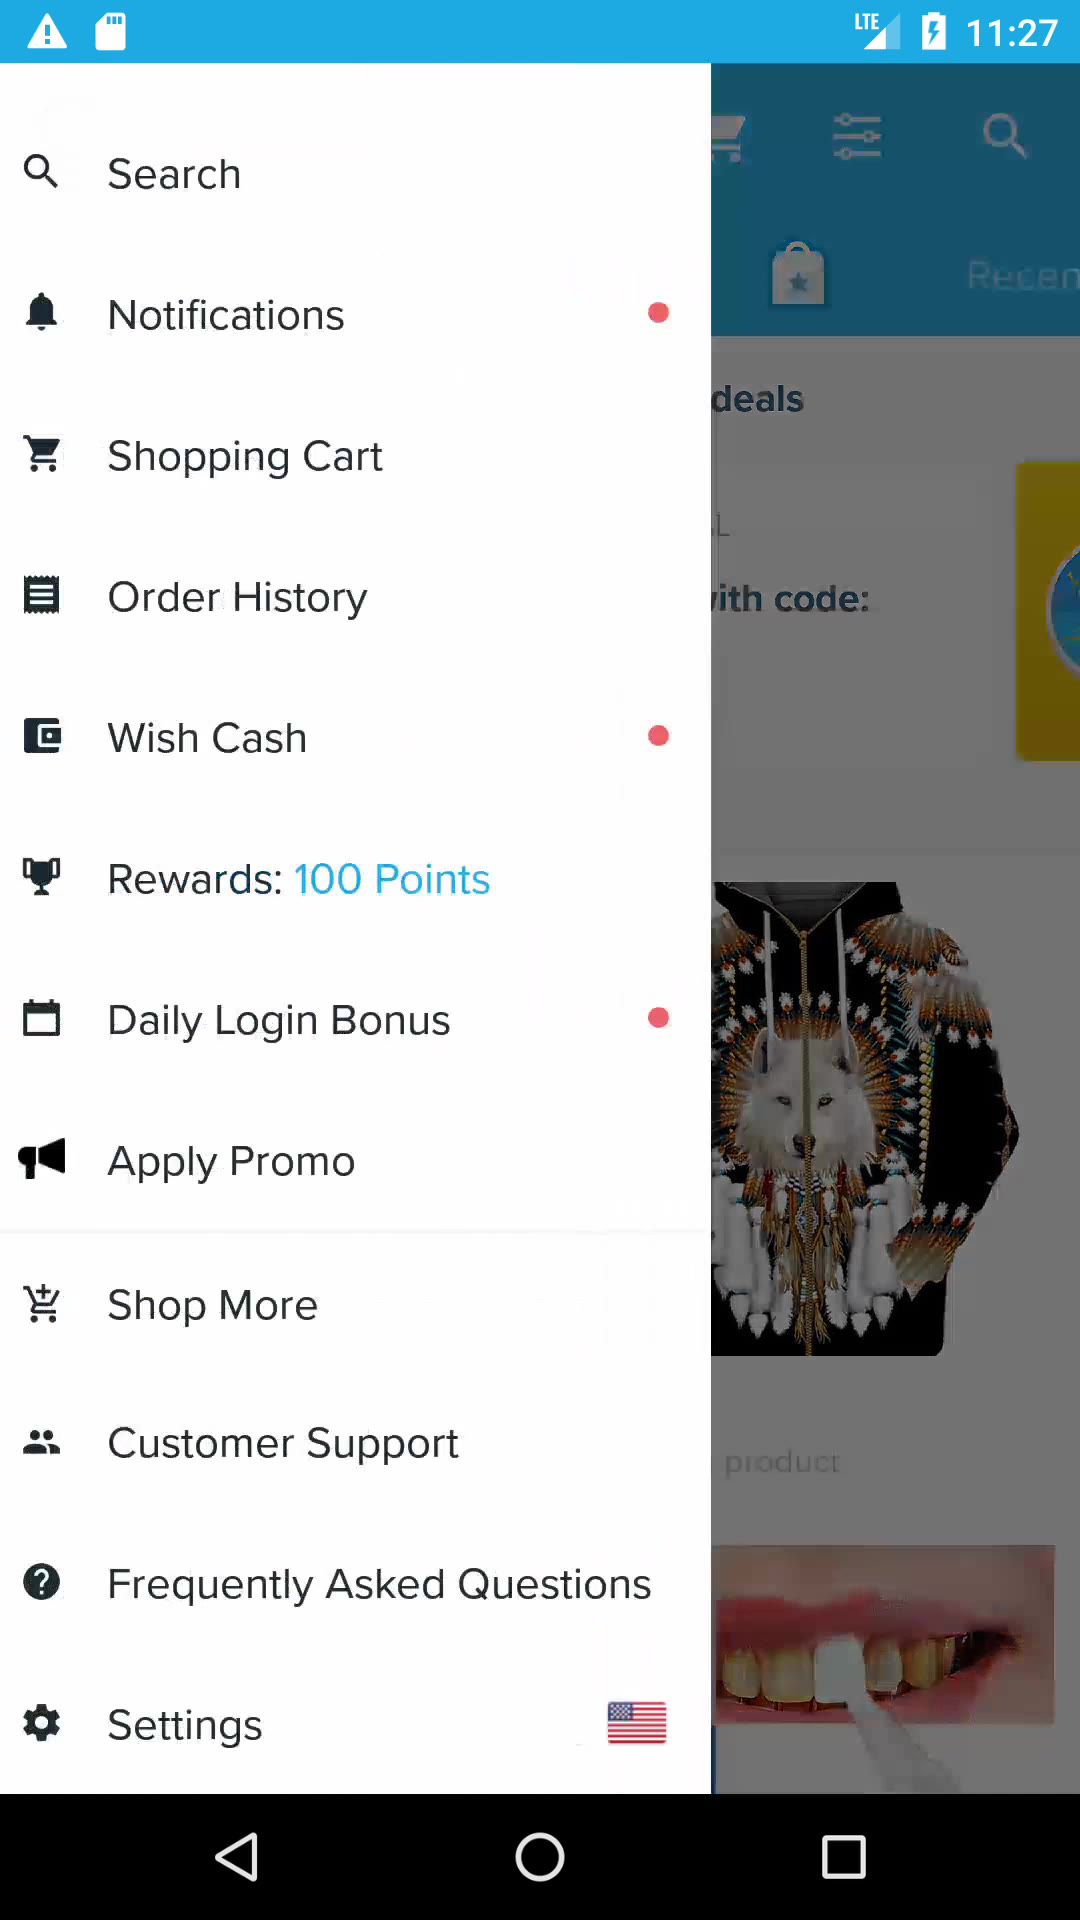 LTE 11:27
Search
Notifications
Shopping Cart
Order History
Wish Cash
Rewards: 100 Points
Daily Login Bonus
Apply Promo
Shop More
Customer Support
Frequently Asked Questions
Settings
Recen
deals
ith code:
product